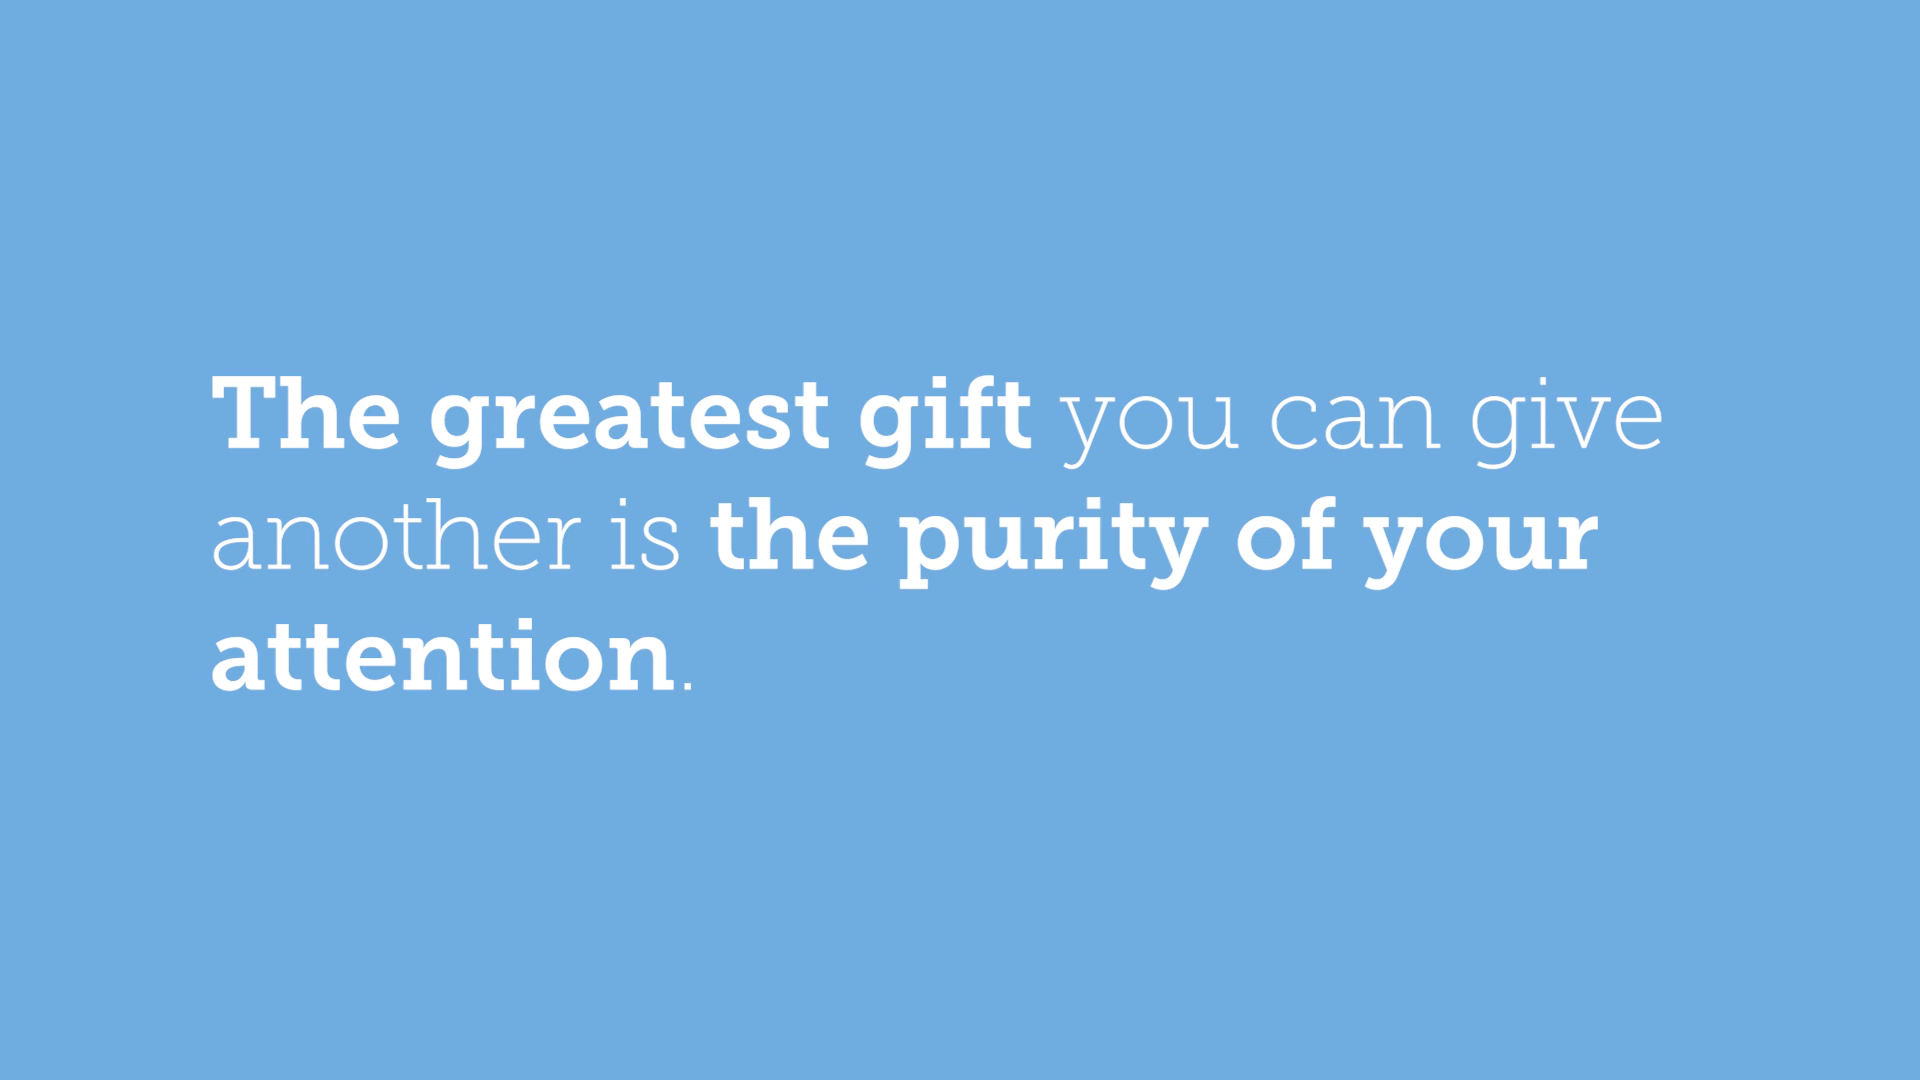 The greatest gift you can give
another is the purity of your
attention.